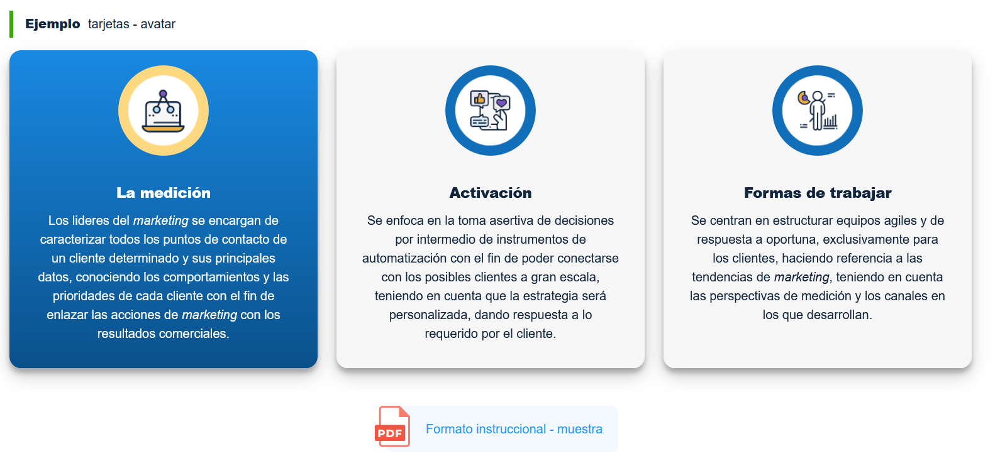 Ejemplo tarjetas - avatar
La medición
Los lideres del marketing se encargan de
caracterizar todos los puntos de contacto de
un cliente determinado y sus principales
datos, conociendo los comportamientos y las
prioridades de cada cliente con el fin de
enlazar las acciones de marketing con los
resultados comerciales.
Activación
Se enfoca en la toma asertiva de decisiones
por intermedio de instrumentos de
automatización con el fin de poder conectarse
con los posibles clientes a gran escala,
teniendo en cuenta que la estrategia será
personalizada, dando respuesta a lo
requerido por el cliente.
Formas de trabajar
Se centran en estructurar equipos agiles y de
respuesta a oportuna, exclusivamente para
los clientes, haciendo referencia a las
tendencias de marketing, teniendo en cuenta
las perspectivas de medición y los canales en
los que desarrollan.
PDF
Formato instruccional - muestra